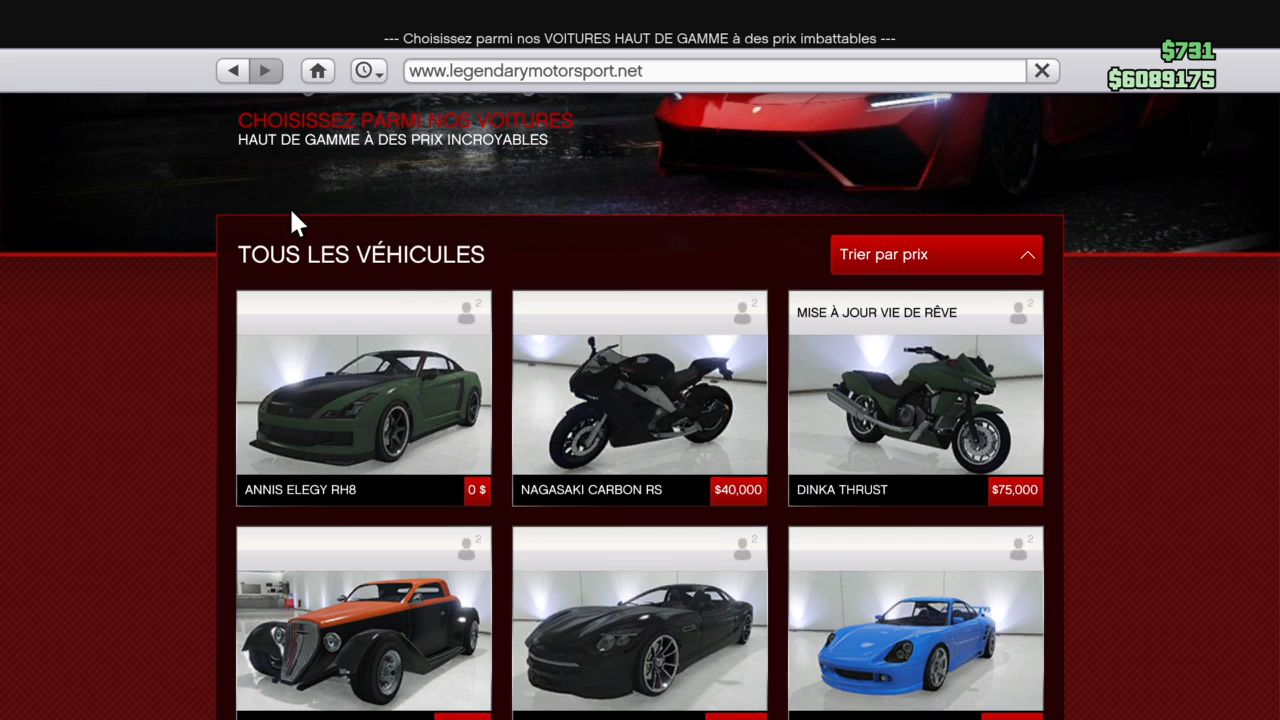 --- Choisissez parmi nos VOITURES HAUT DE GAMME à des prix imbattables ---
$731
www.legendarymotorsport.net
$6089175
CHOISISSEZ PARMI NOS VOITURES
HAUT DE GAMME À DES PRIX INCROYABLES
TOUS LES VÉHICULES
Trier par prix
2
2
MISE À JOUR VIE DE RÊVE
2
ANNIS ELEGY RH8
0 $
NAGASAKI CARBON RS
$40,000
DINKA THRUST
$75,000
2
2
2